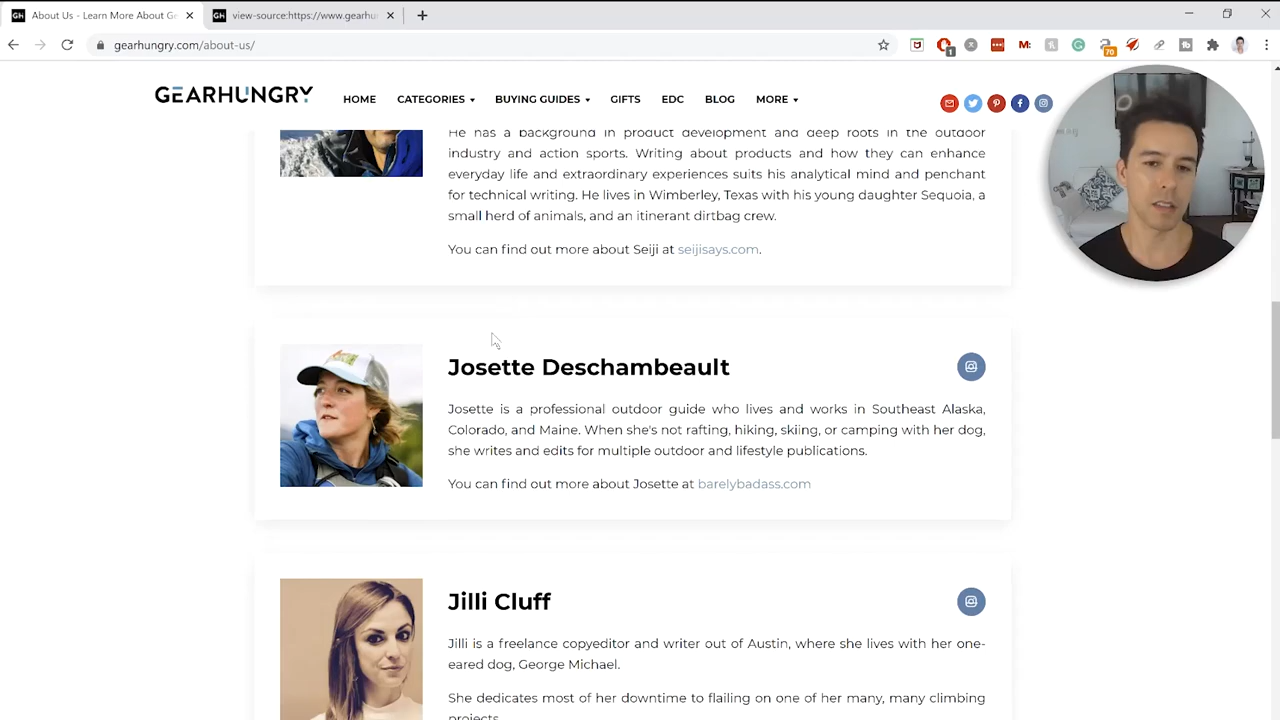 About Us - Learn More About Ge
view-source:https://www.gearhun
gearhungry.com/about-us/
1
70
GEARHUNGRY
HOME
CATEGORIES
BUYING GUIDES
GIFTS
EDC
BLOG
MORE
He has a background in product development and deep roots in the outdoor
industry and action sports. Writing about products and how they can enhance
everyday life and extraordinary experiences suits his analytical mind and penchant
for technical writing. He lives in Wimberley, Texas with his young daughter Sequoia, a
small herd of animals, and an itinerant dirtbag crew.
You can find out more about Seiji at seijisays.com.
Josette Deschambeault
Josette is a professional outdoor guide who lives and works in Southeast Alaska,
Colorado, and Maine. When she's not rafting, hiking, skiing, or camping with her dog,
she writes and edits for multiple outdoor and lifestyle publications.
You can find out more about Josette at barelybadass.com
Jilli Cluff
Jilli is a freelance copyeditor and writer out of Austin, where she lives with her one-
eared dog, George Michael.
She dedicates most of her downtime to flailing on one of her many, many climbing
projects.